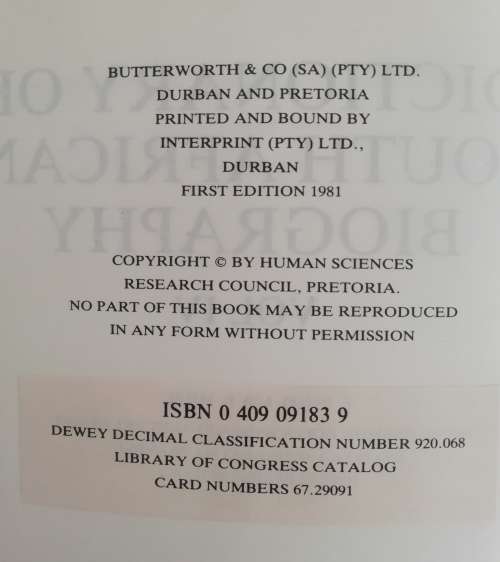 BUTTERWORTH & CO (SA) (PTY) LTD.
DURBAN AND PRETORIA
PRINTED AND BOUND BY
INTERPRINT (PTY) LTD.,
DURBAN
FIRST EDITION 1981
COPYRIGHT © BY HUMAN SCIENCES
RESEARCH COUNCIL, PRETORIA.
NO PART OF THIS BOOK MAY BE REPRODUCED
IN ANY FORM WITHOUT PERMISSION
ISBN 0 409 09183 9
DEWEY DECIMAL CLASSIFICATION NUMBER 920.068
LIBRARY OF CONGRESS CATALOG
CARD NUMBERS 67.29091